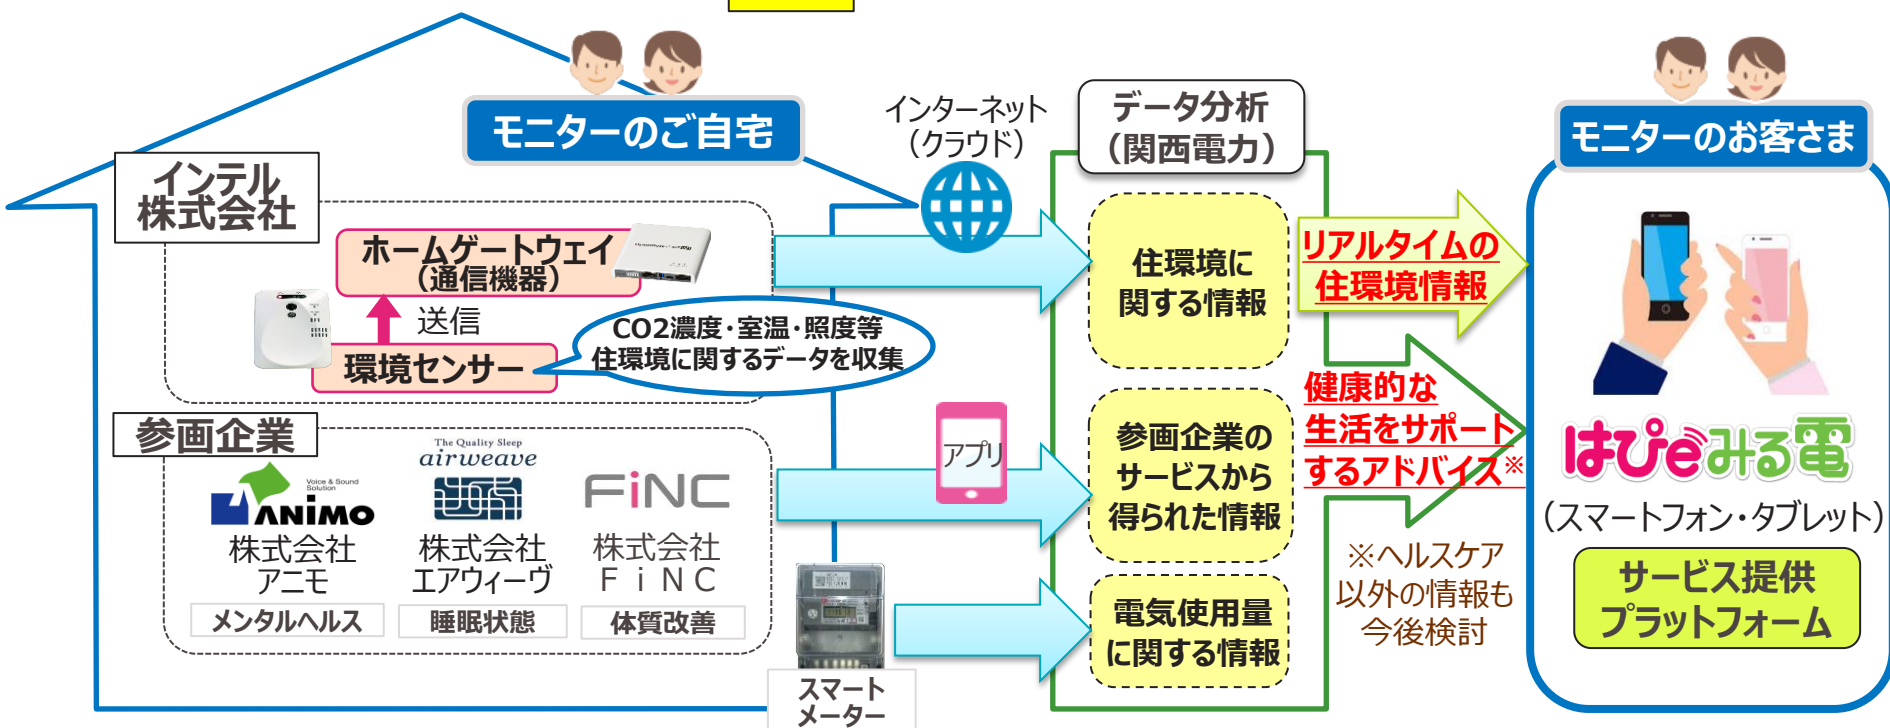 モニターのご自宅
インテル
株式会社
ホームゲートウェイ
（通信機器）
送信
環境センサー
CO2濃度・室温・照度等
住環境に関するデータを収集
参画企業
Voice & Sound
Solution
ANIMO
株式会社
アニモ
メンタルヘルス
The Quality Sleep
airweave
株式会社
エアウィーヴ
睡眠状態
FiNC
株式会社
ＦｉＮＣ
体質改善
スマート
メーター
インターネット
（クラウド）
アプリ
データ分析
（関西電力）
住環境に
関する情報
参画企業の
サービスから
得られた情報
電気使用量
に関する情報
リアルタイムの
住環境情報
健康的な
生活をサポート
するアドバイス※
※ヘルスケア
以外の情報も
今後検討
モニターのお客さま
はぴeみる電
（スマートフォン・タブレット）
サービス提供
プラットフォーム